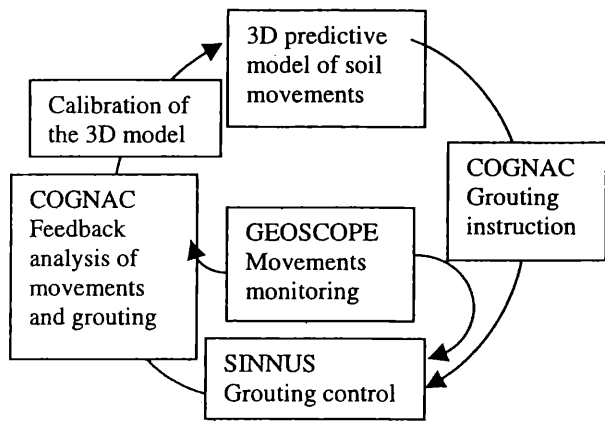 3D predictive
model of soil
movements
Calibration of
the 3D model
COGNAC
Grouting
instruction
COGNAC
Feedback
analysis of
movements
and grouting
GEOSCOPE
Movements
monitoring
SINNUS
Grouting control